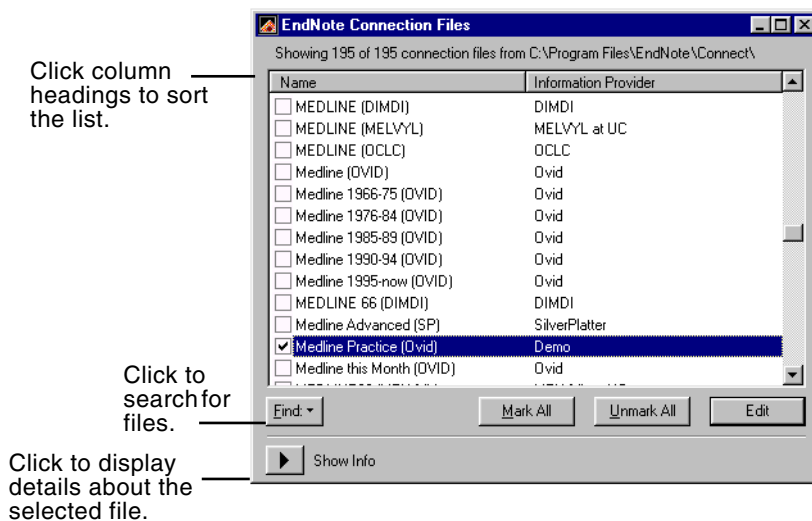 EndNote Connection Files
Showing 195 of 195 connection files from C:\Program Files\EndNote\Connect\
Click column
headings to sort
the list.
Name Information Provider
MEDLINE (DIMDI) DIMDI
MEDLINE (MELVYL) MELVYL at UC
MEDLINE (OCLC) OCLC
Medline (OVID) Ovid
Medline 1966-75 (OVID) Ovid
Medline 1976-84 (OVID) Ovid
Medline 1985-89 (OVID) Ovid
Medline 1990-94 (OVID) Ovid
Medline 1995-now (OVID) Ovid
MEDLINE 66 (DIMDI) DIMDI
Medline Advanced (SP) SilverPlatter
Medline Practice (Ovid) Demo
Medline this Month (OVID) Ovid
Click to
search for
files.
Find: Mark All Unmark All Edit
Click to display
details about the
selected file.
Show Info